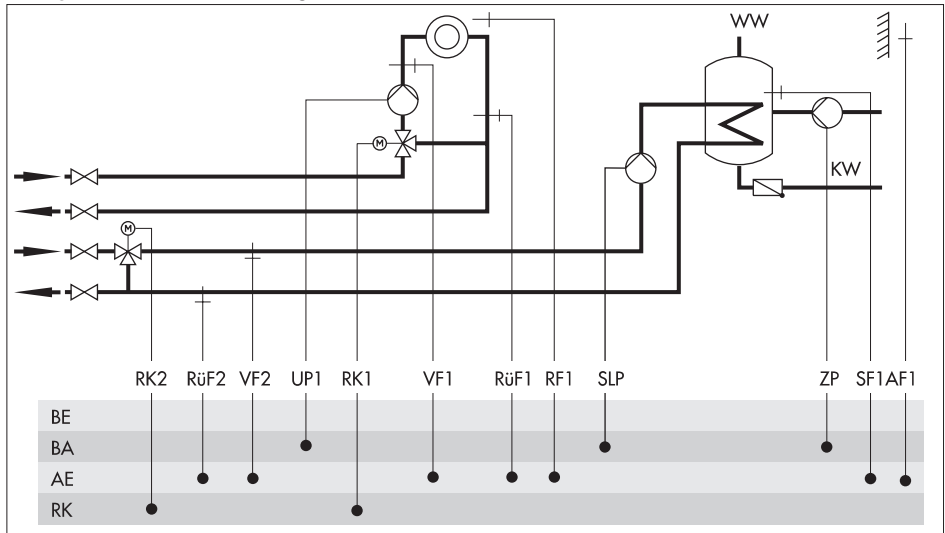 WW
M
KW
M
RK2 RüF2 VF2 UP1 RK1 VF1 RüF1 RF1 SLP ZP SF1 AF1
BE
BA
AE
RK